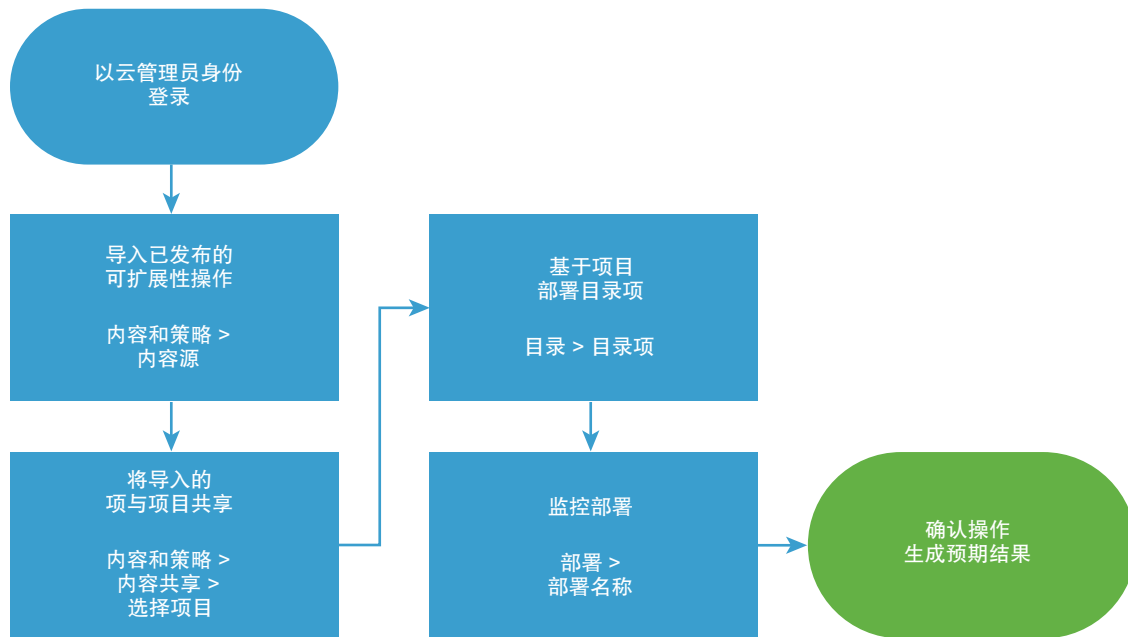 以云管理员身份
登录
导入已发布的
可扩展性操作
内容和策略 >
内容源
将导入的
项与项目共享
内容和策略 >
内容共享 >
选择项目
基于项目
部署目录项
目录 > 目录项
监控部署
部署 >
部署名称
确认操作
生成预期结果